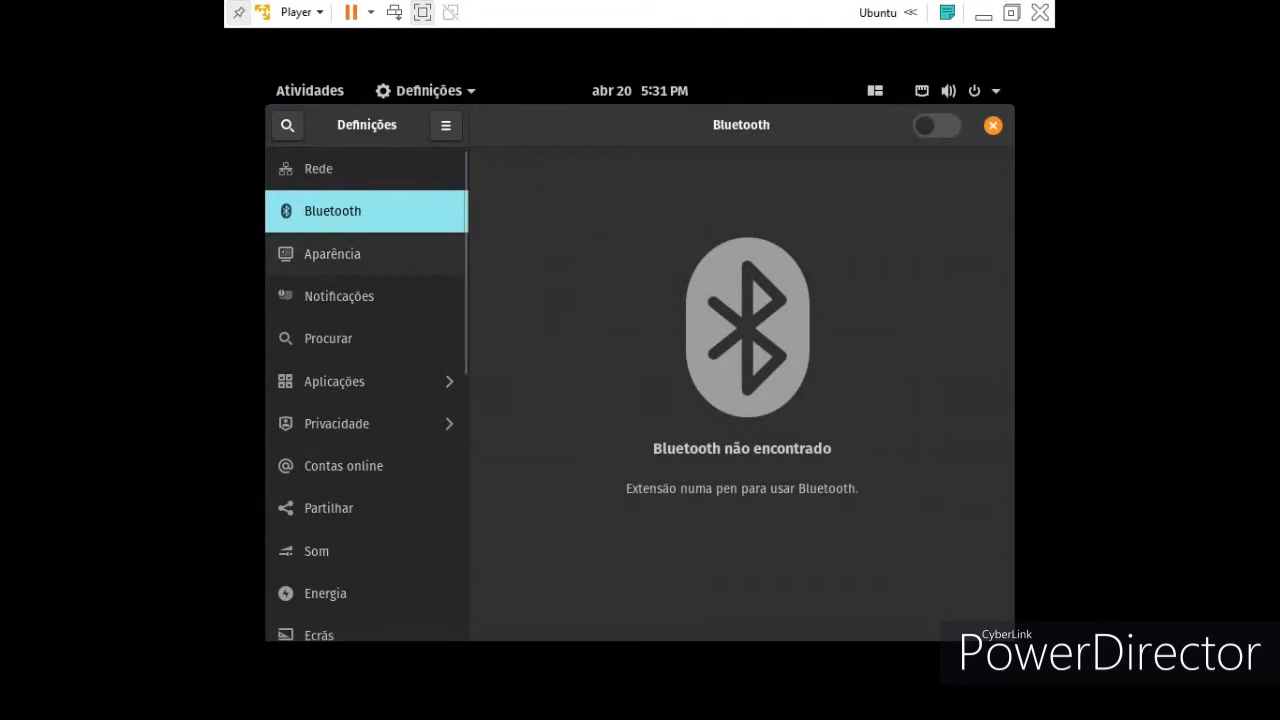 Player
Ubuntu
Atividades
Definições
abr 20 5:31 PM
Definições
Bluetooth
Rede
Bluetooth
Aparência
Notificações
Procurar
Aplicações
Privacidade
Contas online
Partilhar
Som
Energia
Ecrãs
Bluetooth não encontrado
Extensão numa pen para usar Bluetooth.
CyberLink
PowerDirector